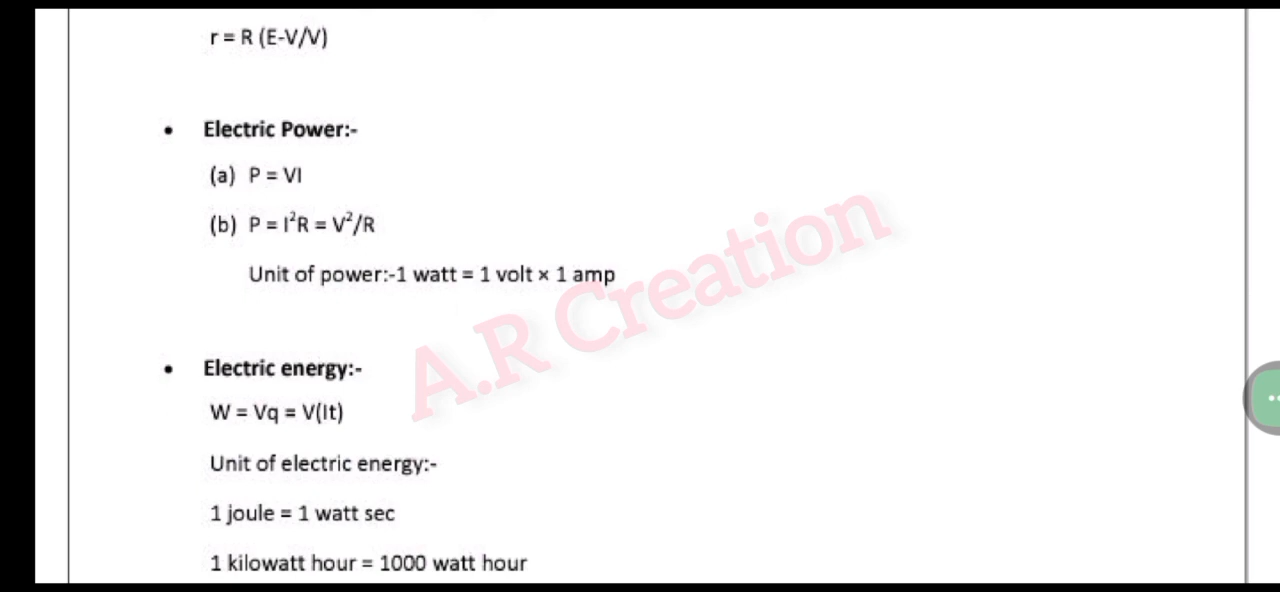 r = R (E-V/V)
• Electric Power:-
(a) P = VI
(b) P = I²R = V²/R
Unit of power:-1 watt = 1 volt × 1 amp
A.R Creation
• Electric energy:-
W = Vq = V(It)
Unit of electric energy:-
1 joule = 1 watt sec
1 kilowatt hour = 1000 watt hour